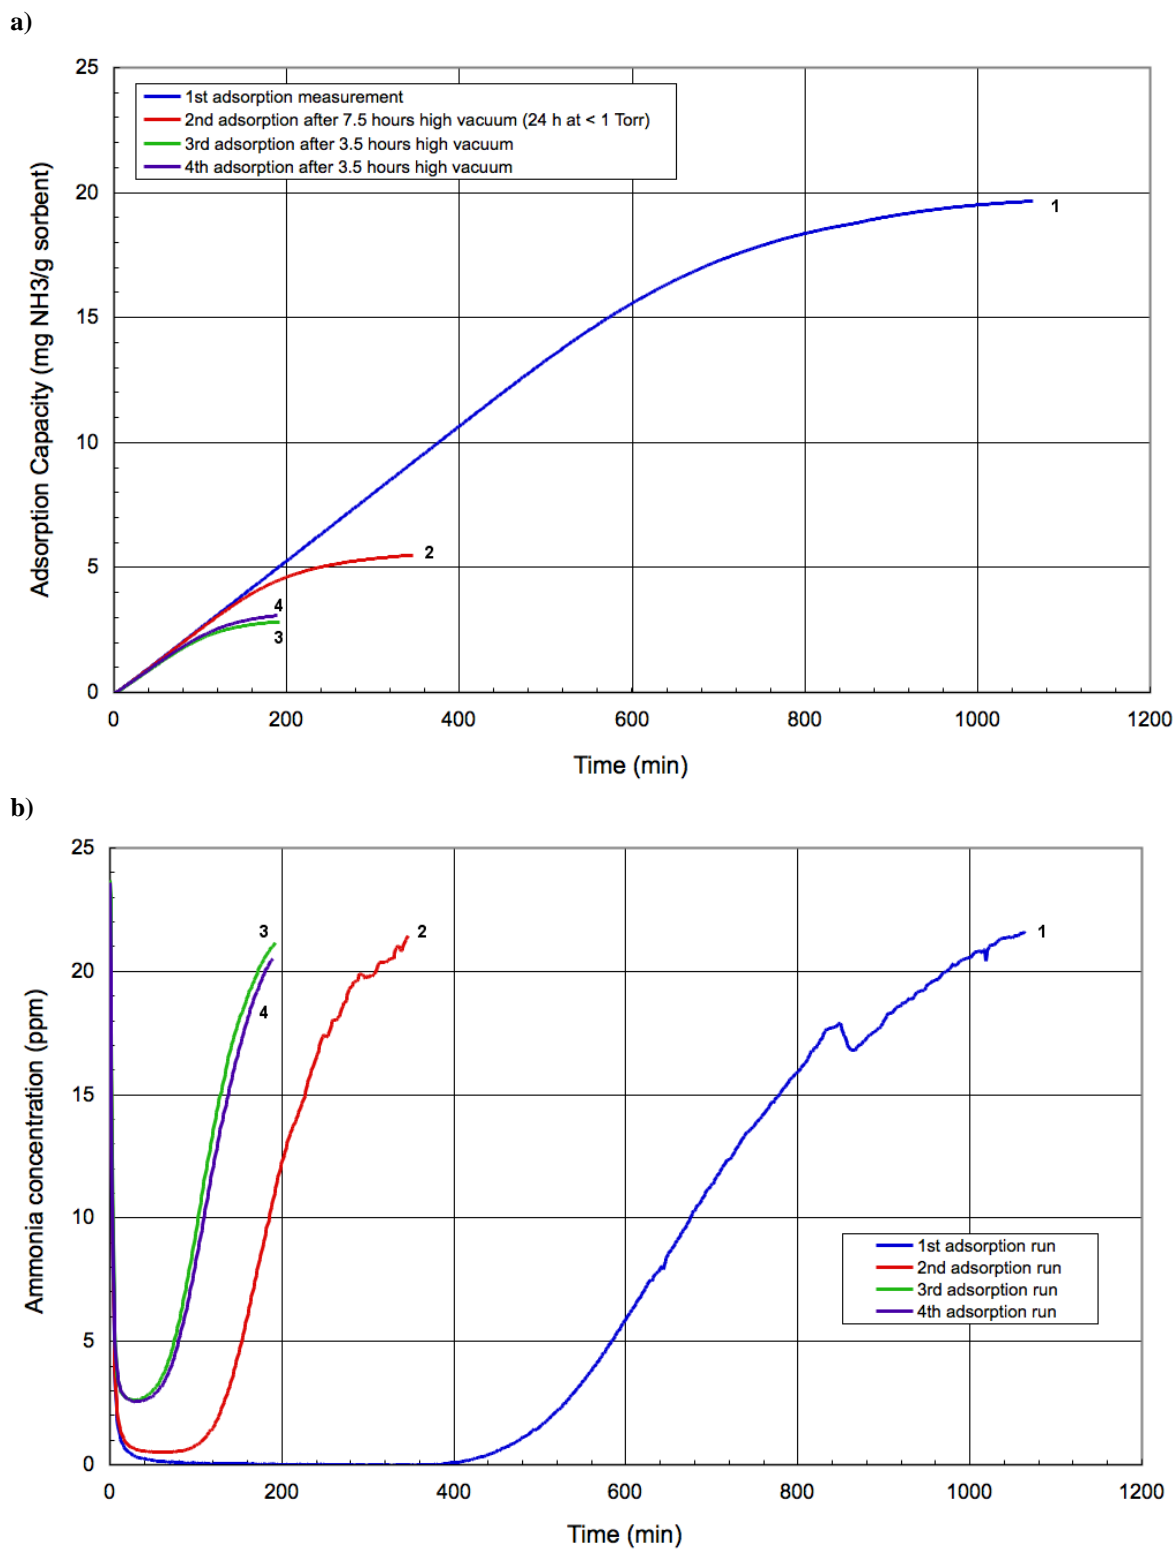 a)
25
1st adsorption measurement
2nd adsorption after 7.5 hours high vacuum (24 h at < 1 Torr)
3rd adsorption after 3.5 hours high vacuum
4th adsorption after 3.5 hours high vacuum
20
1
15
10
5
2
4
3
0
Adsorption Capacity (mg NH3/g sorbent)
0 200 400 600 800 1000 1200
Time (min)
b)
25
3
2
1
20
4
15
10
1st adsorption run
2nd adsorption run
3rd adsorption run
4th adsorption run
5
0
Ammonia concentration (ppm)
0 200 400 600 800 1000 1200
Time (min)